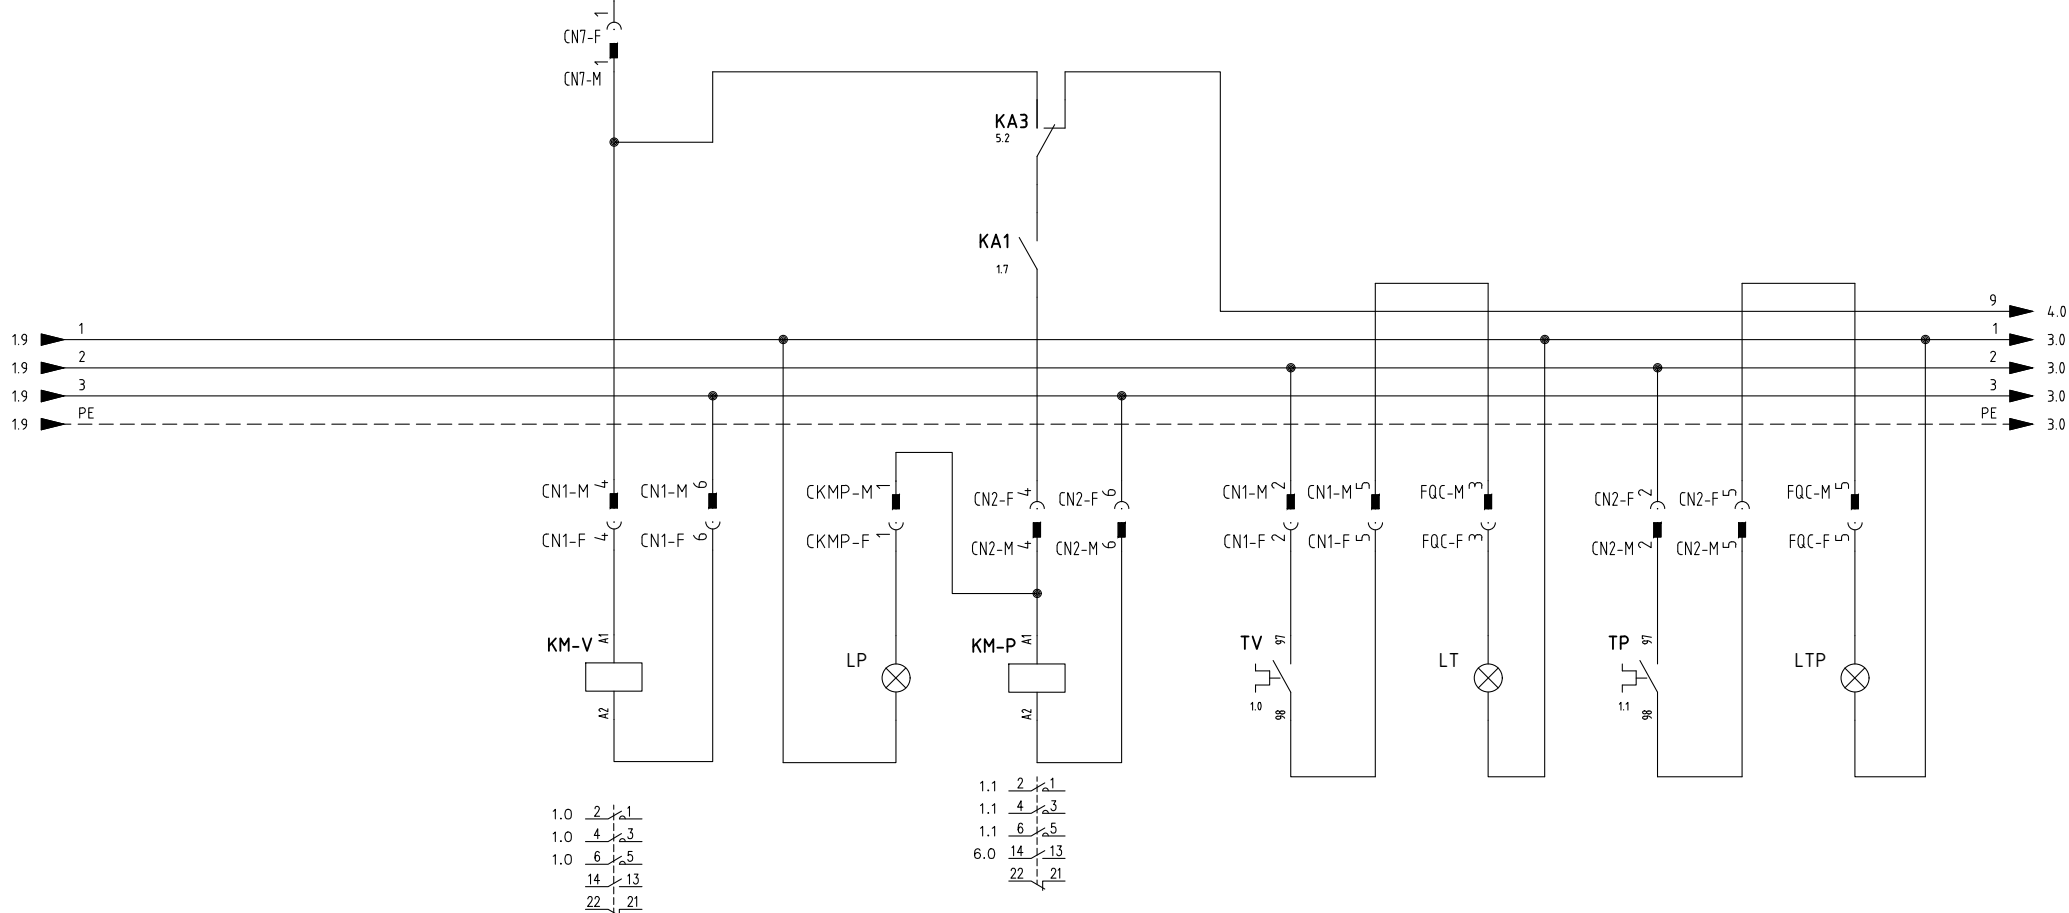 1
CN7-F
1
CN7-M
KA3
5.2
KA1
1.7
9 4.0
1.9 1 1 3.0
1.9 2 2 3.0
1.9 3 3 3.0
1.9 PE PE 3.0
CN1-M 4 CN1-M 6 CKMP-M 1 CN2-F 4 CN2-F 6 CN1-M 2 CN1-M 5 FQC-M 3 CN2-F 2 CN2-F 5 FQC-M 5
CN1-F 4 CN1-F 6 CKMP-F 1 CN2-M 4 CN2-M 6 CN1-F 2 CN1-F 5 FQC-F 3 CN2-M 2 CN2-M 5 FQC-F 5
KM-V A1 LP KM-P A1 TV 97 LT TP 97 LTP
A2 A2 1.0 98 1.1 98
1.1 2 1
1.1 4 3
1.1 6 5
6.0 14 13
22 21
1.0 2 1
1.0 4 3
1.0 6 5
14 13
22 21